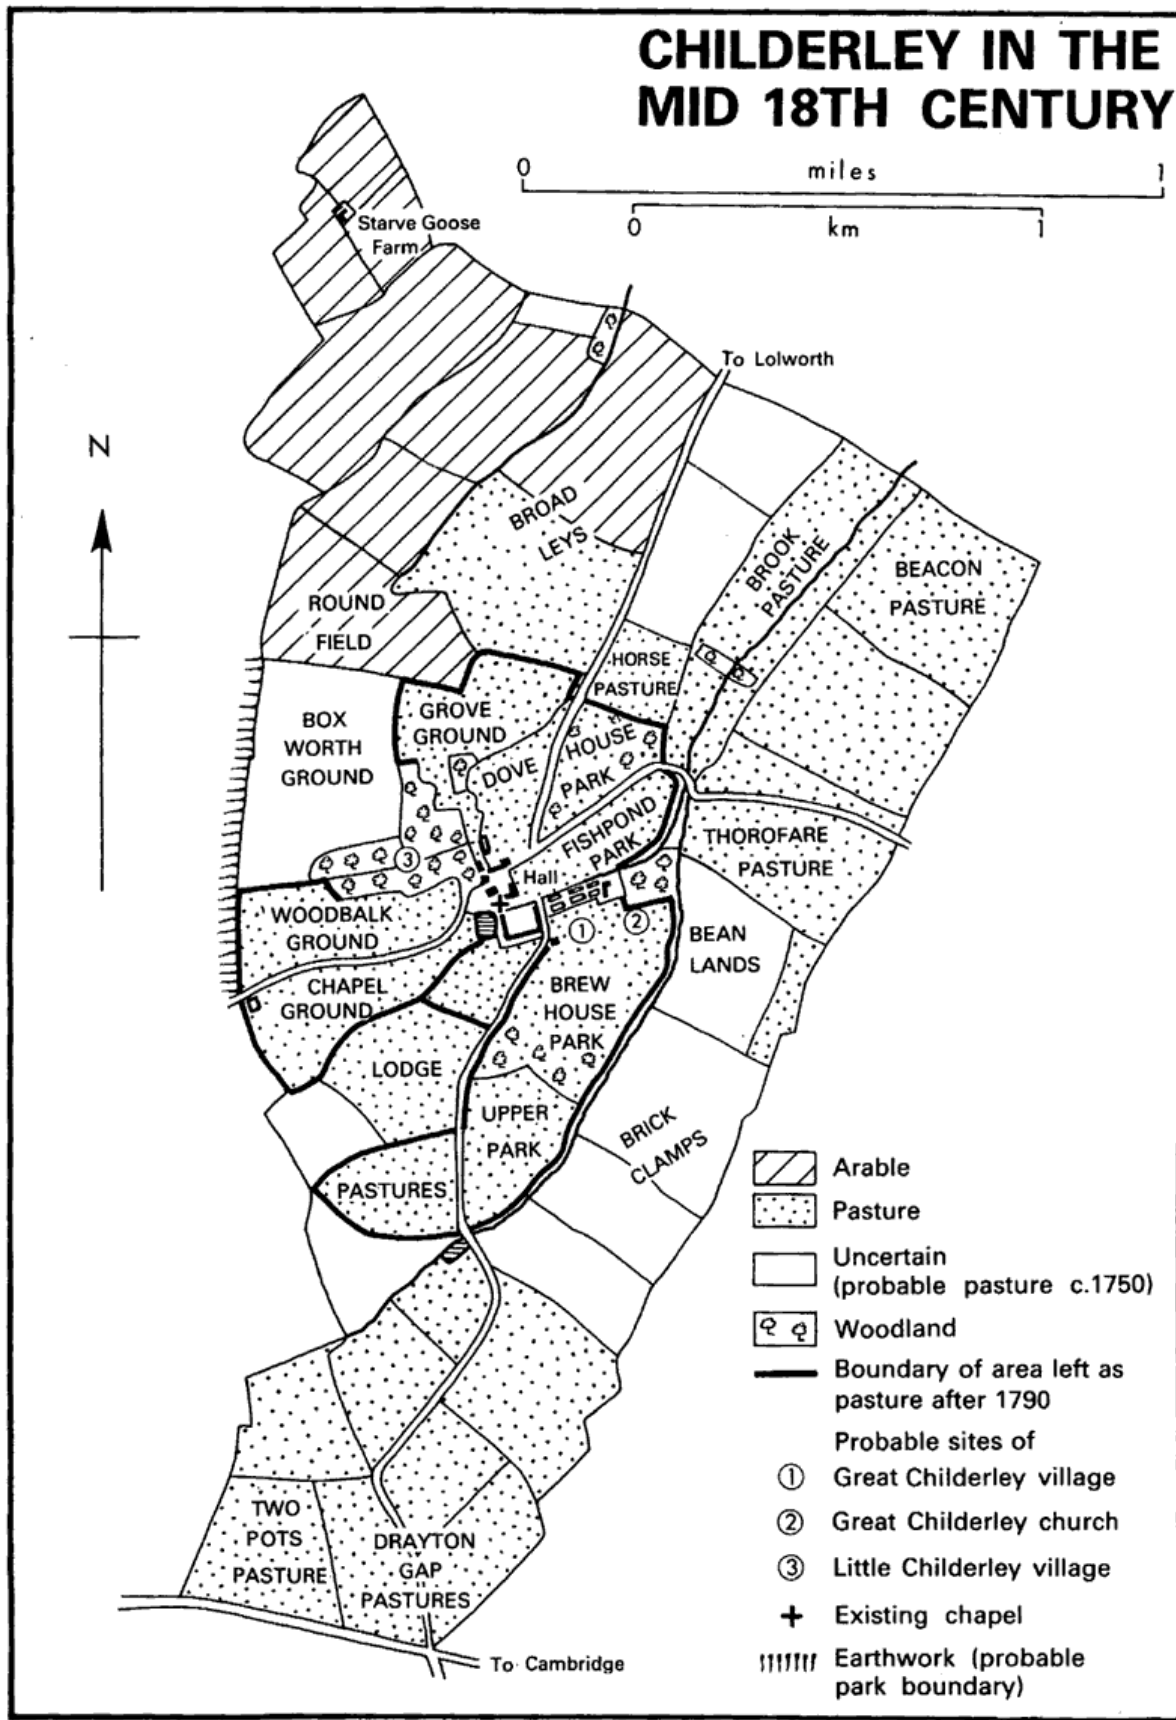 CHILDERLEY IN THE
MID 18TH CENTURY
0 miles 1
0 km 1
Starve Goose
Farm
To Lolworth
N
BROAD
LEYS
BROOK
PASTURE
BEACON
PASTURE
ROUND
FIELD
HORSE
PASTURE
GROVE
GROUND
BOX
WORTH
GROUND
DOVE
HOUSE
PARK
FISHPOND
PARK
THOROFARE
PASTURE
3
Hall
WOODBALK
GROUND
1
2
BEAN
LANDS
CHAPEL
GROUND
BREW
HOUSE
PARK
LODGE
UPPER
PARK
BRICK
CLAMPS
PASTURES
Arable
Pasture
Uncertain
(probable pasture c.1750)
Woodland
Boundary of area left as
pasture after 1790
Probable sites of
1 Great Childerley village
2 Great Childerley church
3 Little Childerley village
Existing chapel
Earthwork (probable
park boundary)
TWO
POTS
PASTURE
DRAYTON
GAP
PASTURES
To Cambridge